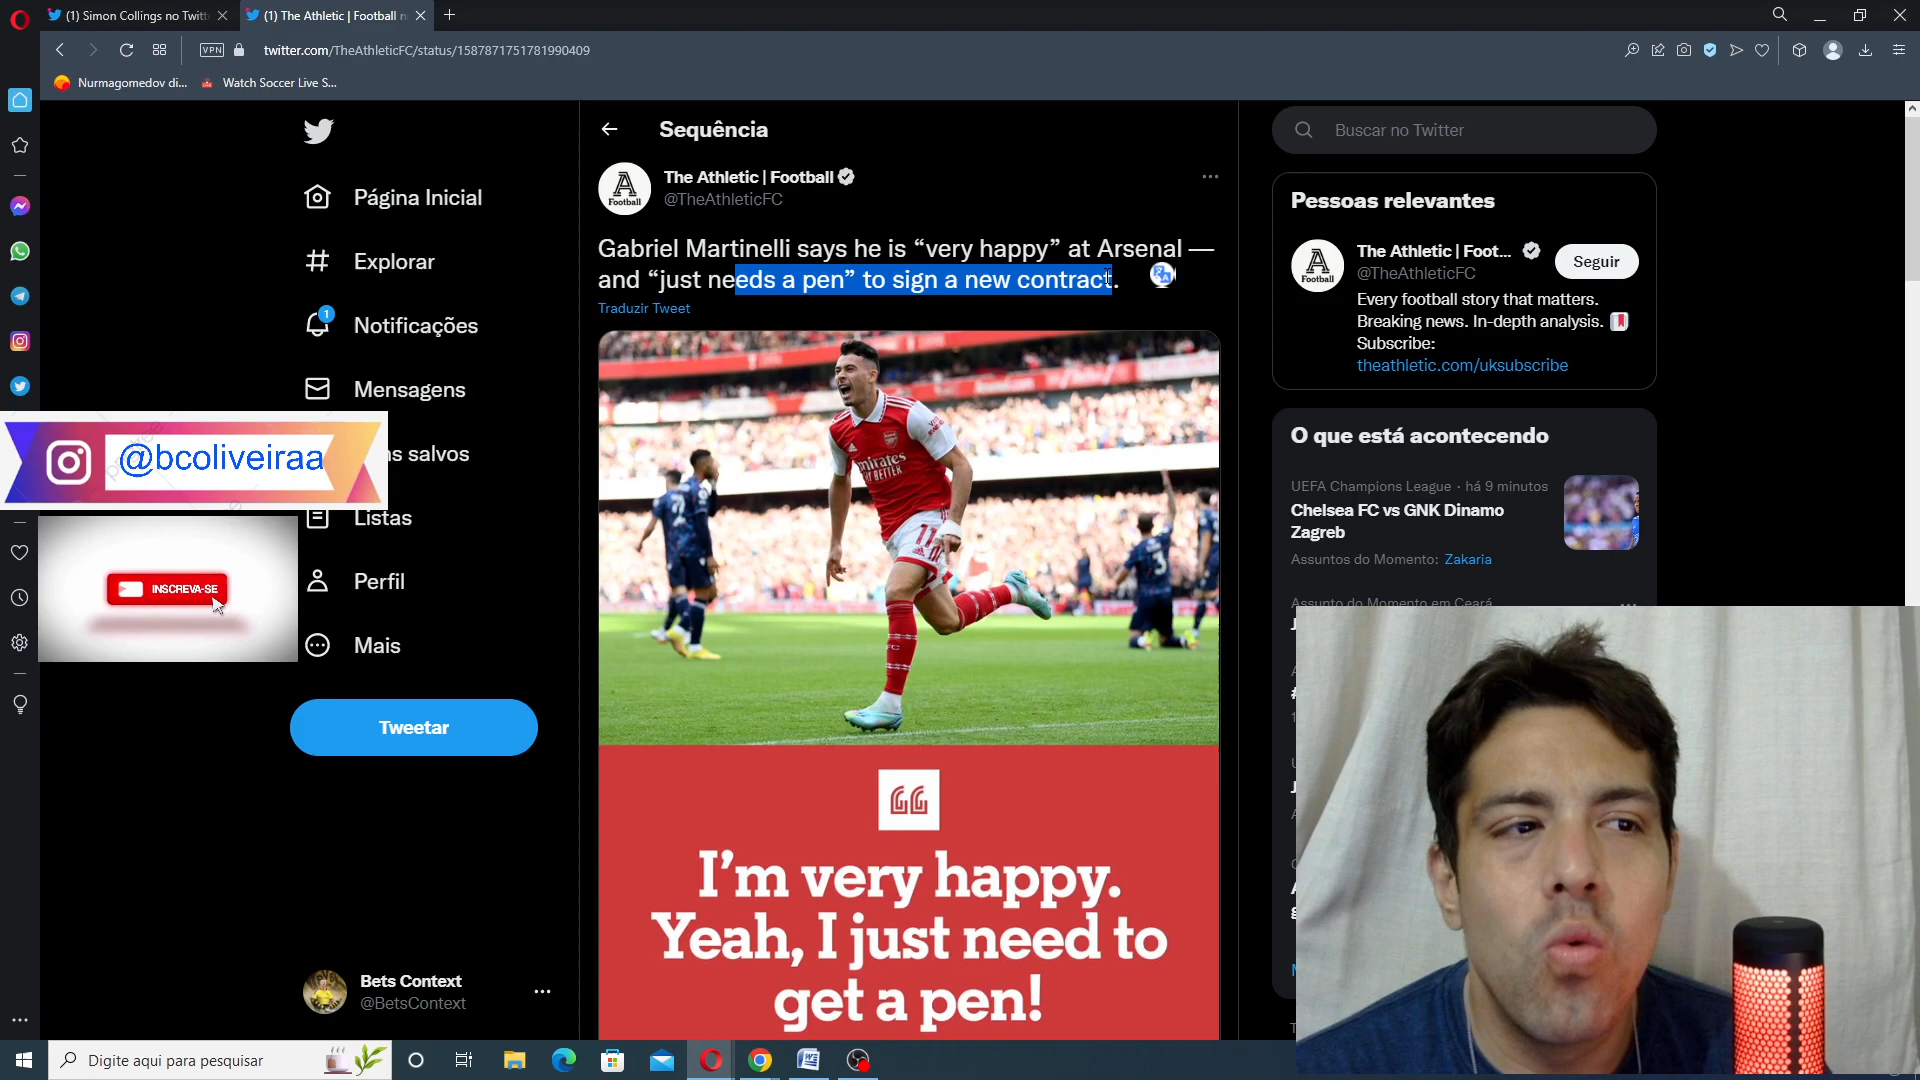 (1) Simon Collings no Twitt
(1) The Athletic | Football n
VPN
twitter.com/TheAthleticFC/status/1587871751781990409
Nurmagomedov di...
Watch Soccer Live S...
Sequência
Buscar no Twitter
Página Inicial
Explorar
1
Notificações
Mensagens
ns salvos
Listas
Perfil
Mais
Tweetar
Bets Context
@BetsContext
@bcoliveiraa
INSCREVA-SE
The Athletic | Football
@TheAthleticFC
Gabriel Martinelli says he is “very happy” at Arsenal —
and “just needs a pen” to sign a new contract.
Traduzir Tweet
11
Emirates
I’m very happy.
Yeah, I just need to
get a pen!
Pessoas relevantes
The Athletic | Foot...
@TheAthleticFC
Seguir
Every football story that matters.
Breaking news. In-depth analysis.
Subscribe:
theathletic.com/uksubscribe
O que está acontecendo
UEFA Champions League · há 9 minutos
Chelsea FC vs GNK Dinamo
Zagreb
Assuntos do Momento: Zakaria
Assunto do Momento em Ceará
Digite aqui para pesquisar